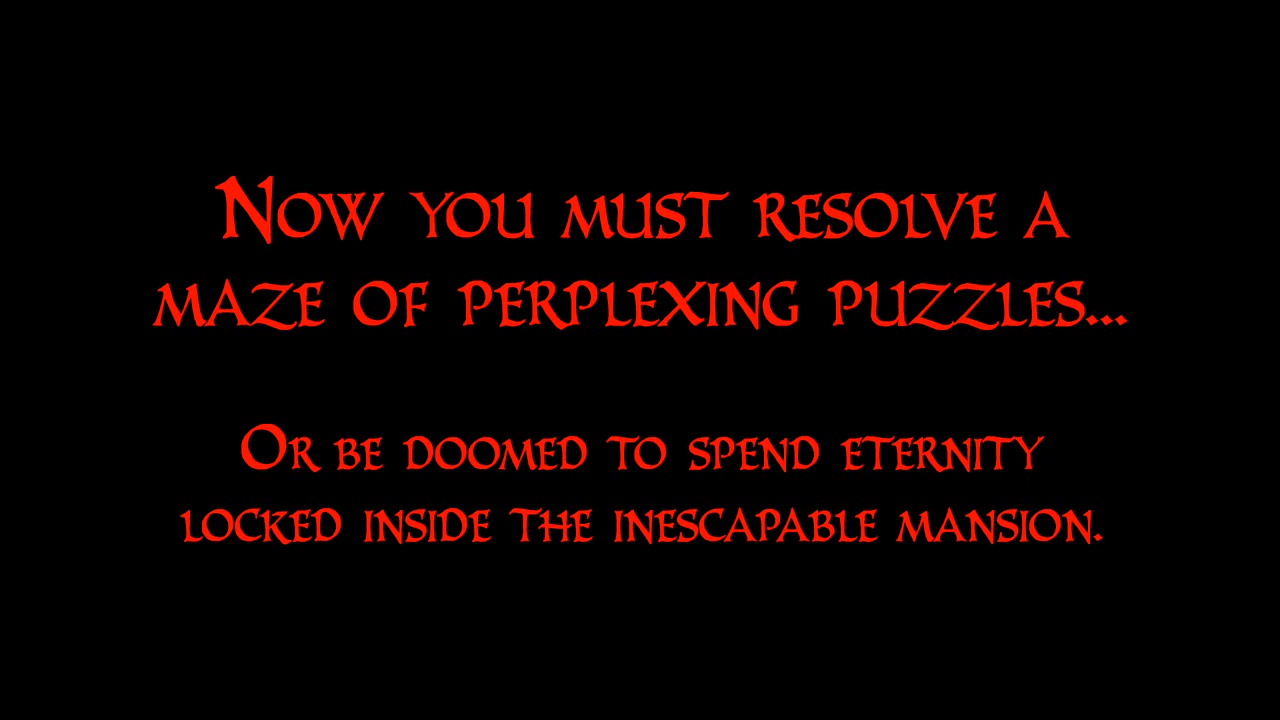 Now you must resolve a
maze of perplexing puzzles...
Or be doomed to spend eternity
locked inside the inescapable mansion.